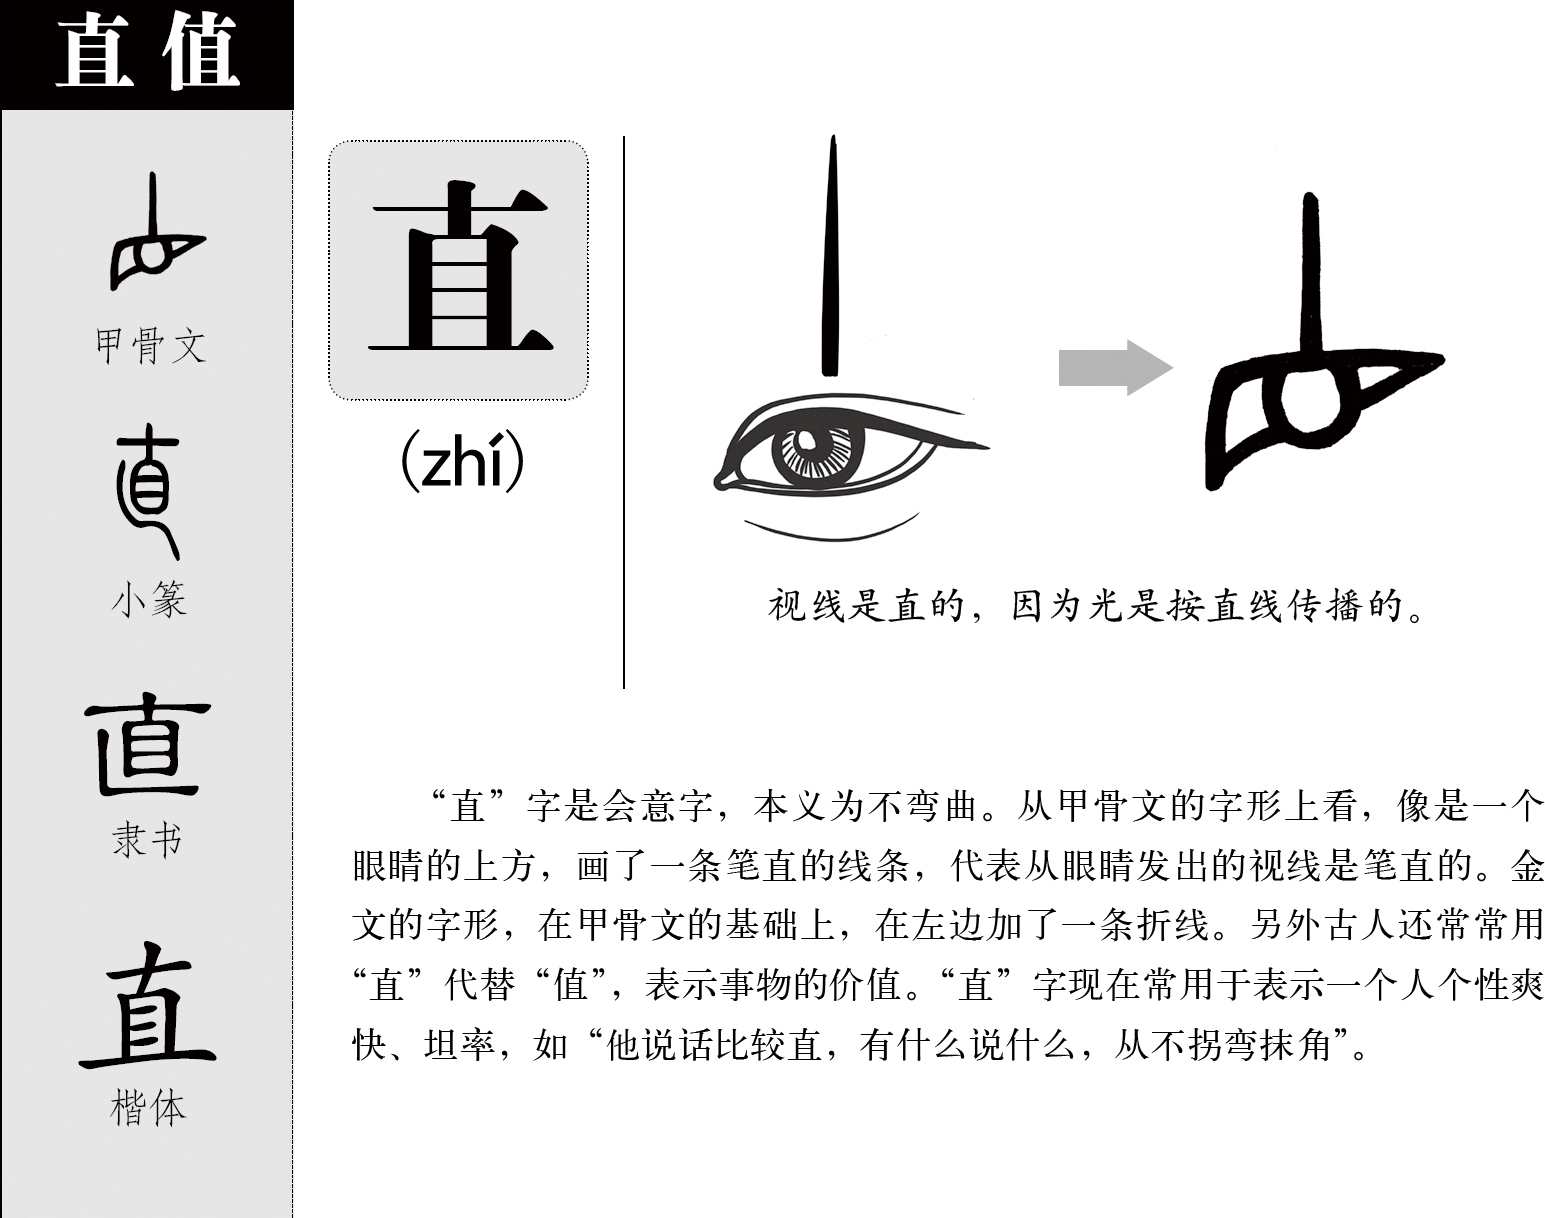 直 值
甲骨文
小篆
隶书
楷体
直
（zhí）
视线是直的，因为光是按直线传播的。
“直”字是会意字，本义为不弯曲。从甲骨文的字形上看，像是一个
眼睛的上方，画了一条笔直的线条，代表从眼睛发出的视线是笔直的。金
文的字形，在甲骨文的基础上，在左边加了一条折线。另外古人还常常用
“直”代替“值”，表示事物的价值。“直”字现在常用于表示一个人个性爽
快、坦率，如“他说话比较直，有什么说什么，从不拐弯抹角”。